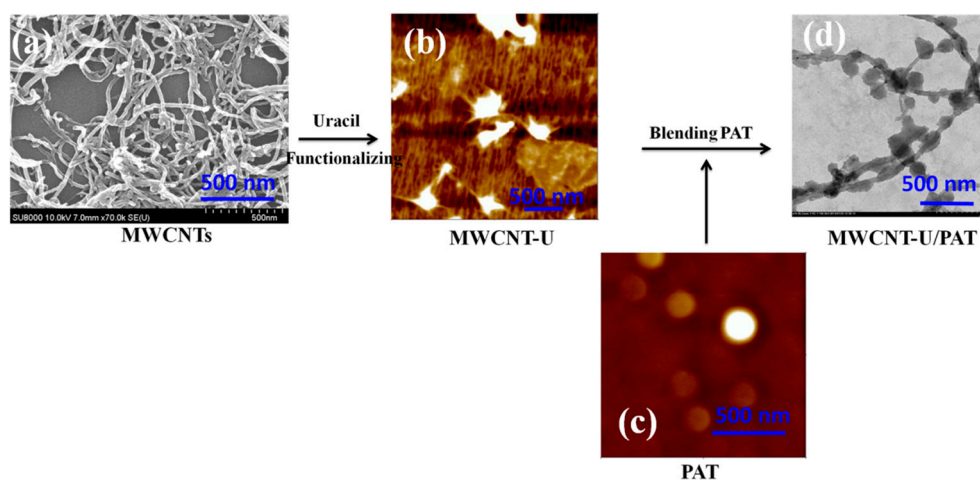 (a)
500 nm
SU8000 10.0kV 7.0mm x70.0k SE(U)
500nm
MWCNTs
Uracil
Functionalizing
(b)
500 nm
MWCNT-U
Blending PAT
(d)
500 nm
MWCNT-U/PAT
(c)
500 nm
PAT